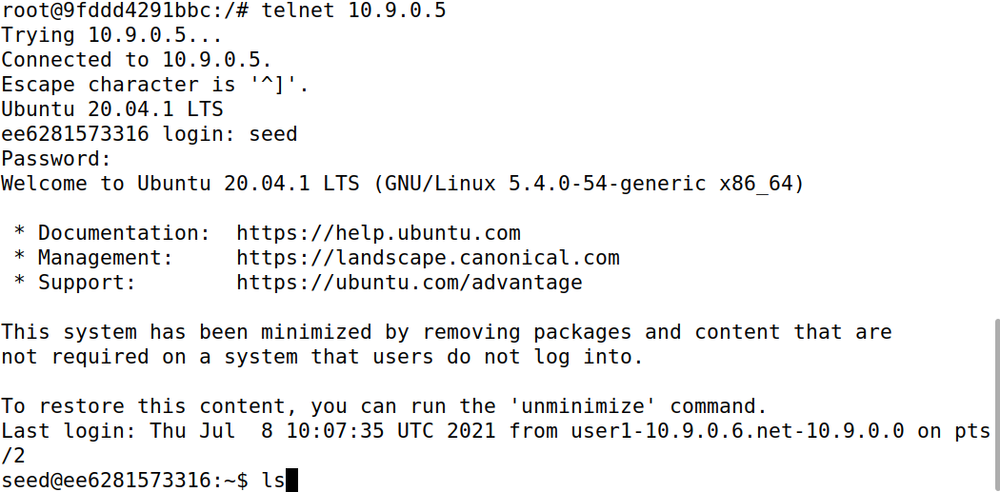 root@9fddd4291bbc:/# telnet 10.9.0.5
Trying 10.9.0.5...
Connected to 10.9.0.5.
Escape character is '^]'.
Ubuntu 20.04.1 LTS
ee6281573316 login: seed
Password:
Welcome to Ubuntu 20.04.1 LTS (GNU/Linux 5.4.0-54-generic x86_64)

 * Documentation:  https://help.ubuntu.com
 * Management:     https://landscape.canonical.com
 * Support:        https://ubuntu.com/advantage

This system has been minimized by removing packages and content that are
not required on a system that users do not log into.

To restore this content, you can run the 'unminimize' command.
Last login: Thu Jul  8 10:07:35 UTC 2021 from user1-10.9.0.6.net-10.9.0.0 on pts
/2
seed@ee6281573316:~$ ls